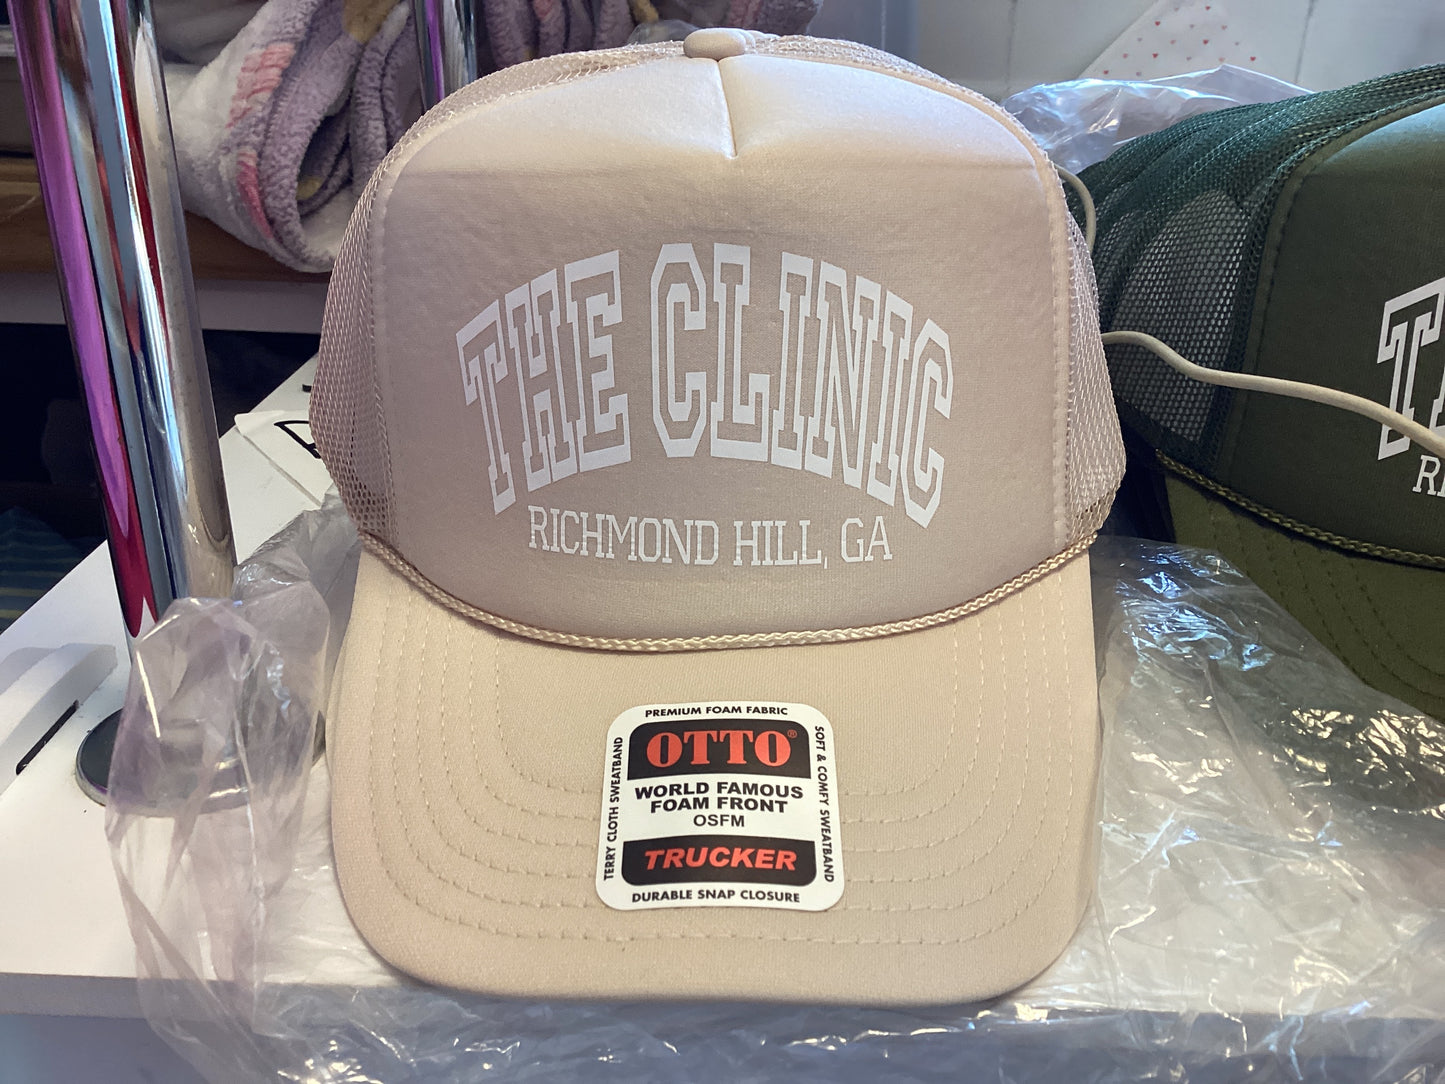 THE CLINIC
RICHMOND HILL, GA
PREMIUM FOAM FABRIC
OTTO®
WORLD FAMOUS
FOAM FRONT
OSFM
TRUCKER
DURABLE SNAP CLOSURE
TERRY CLOTH SWEATBAND
SOFT & COMFY SWEATBAND